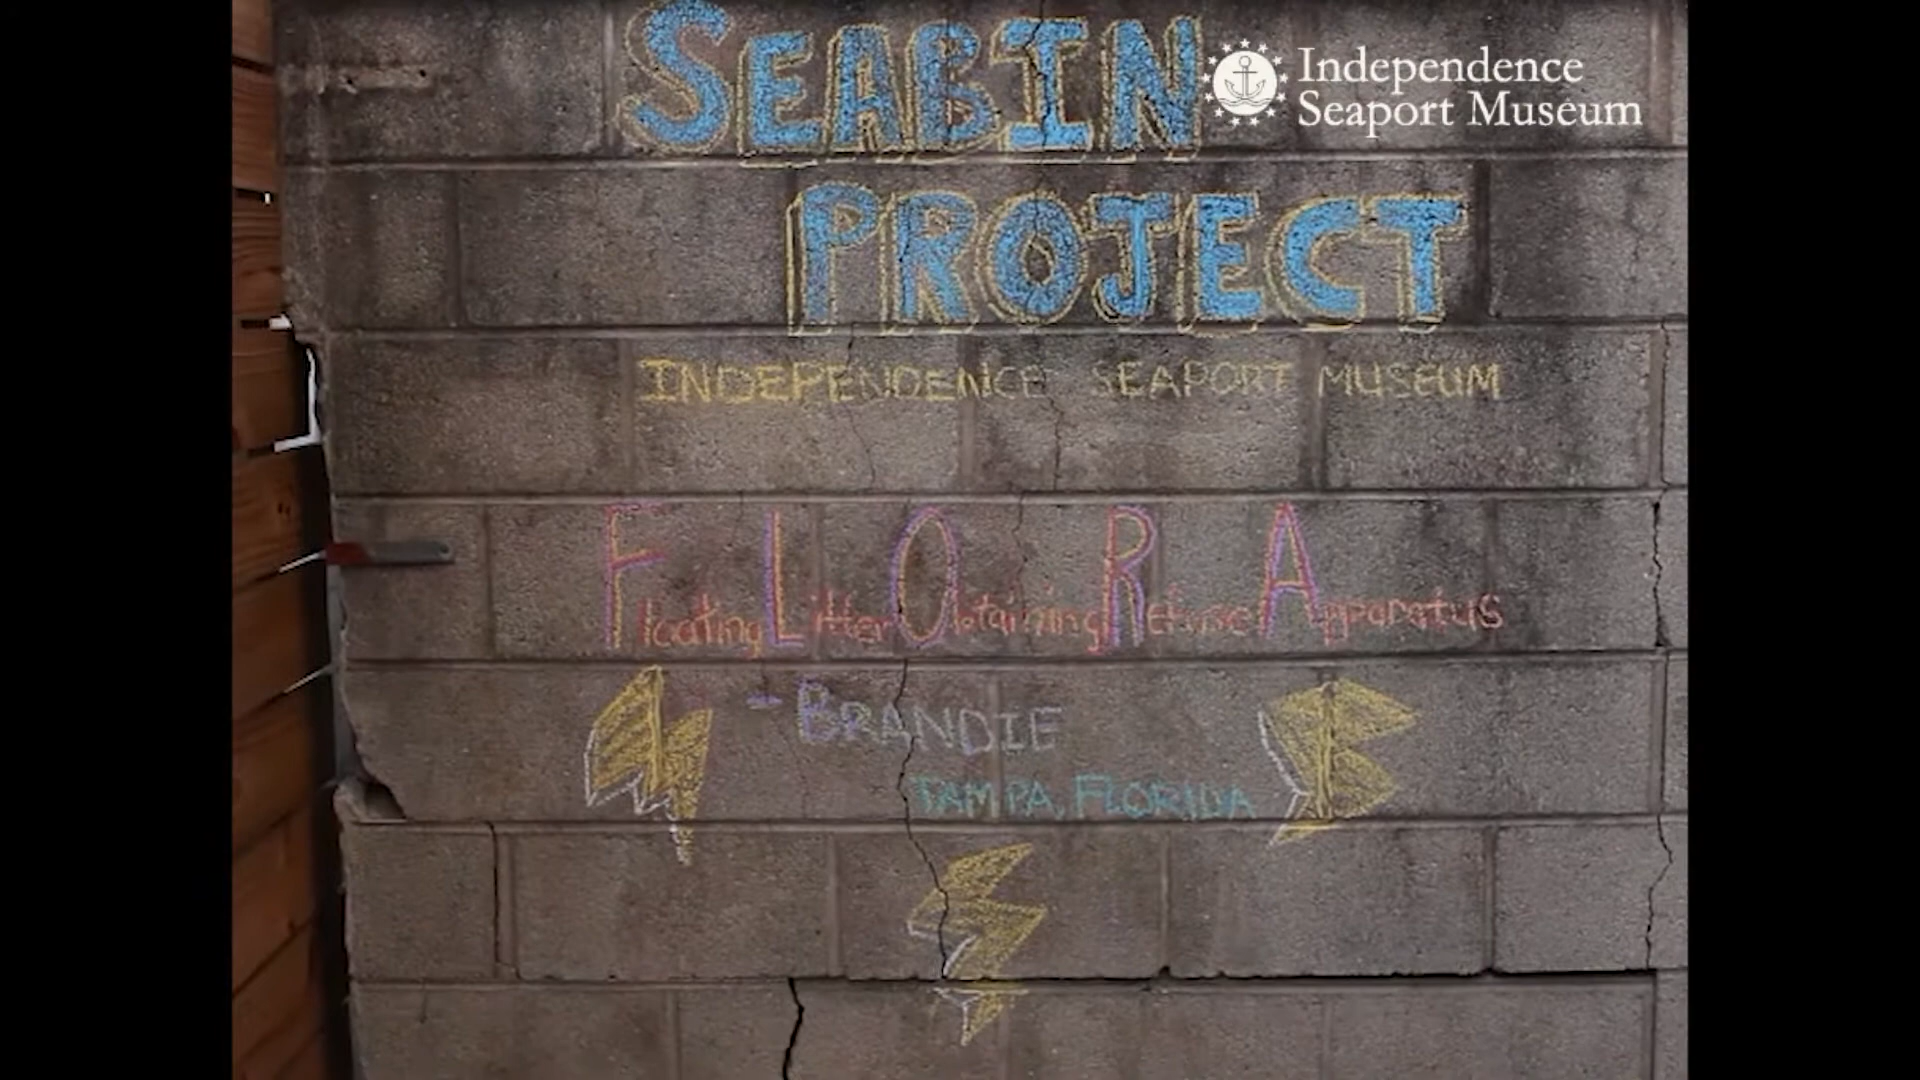 SEABIN
PROJECT
Independence
Seaport Museum
INDEPENDENCE SEAPORT MUSEUM
Floating Litter Obtaining Refuse Apparatus
- BRANDIE
TAMPA, FLORIDA